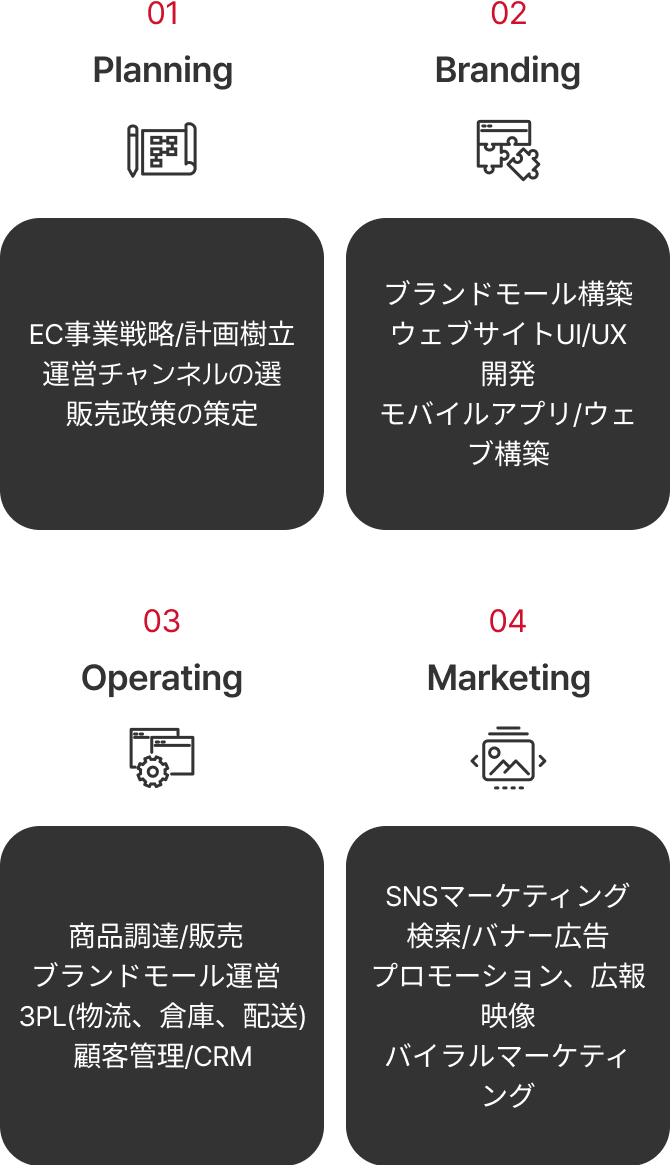 01
Planning
EC事業戦略/計画樹立
運営チャンネルの選
販売政策の策定
02
Branding
ブランドモール構築
ウェブサイトUI/UX
開発
モバイルアプリ/ウェ
ブ構築
03
Operating
商品調達/販売
ブランドモール運営
3PL(物流、倉庫、配送)
顧客管理/CRM
04
Marketing
SNSマーケティング
検索/バナー広告
プロモーション、広報
映像
バイラルマーケティ
ング